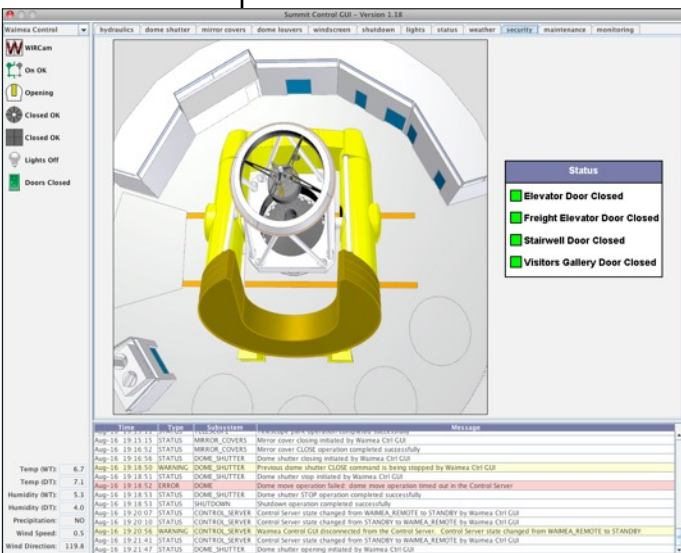 Summit Control GUI - Version 1.18
Waimea Control
hydraulics dome shutter mirror covers dome louvers windscreen shutdown lights status weather security maintenance monitoring
WIRCam
On OK
Opening
Closed OK
Closed OK
Lights Off
Doors Closed
Status
Elevator Door Closed
Freight Elevator Door Closed
Stairwell Door Closed
Visitors Gallery Door Closed
Time Type Subsystem Message
Telescope park operation completed successfully
Aug-16 19:15:15 STATUS MIRROR_COVERS Mirror cover closing initiated by Waimea Ctrl GUI
Aug-16 19:16:52 STATUS MIRROR_COVERS Mirror cover CLOSE operation completed successfully
Aug-16 19:16:56 STATUS DOME_SHUTTER Dome shutter closing initiated by Waimea Ctrl GUI
Aug-16 19:18:50 WARNING DOME_SHUTTER Previous dome shutter CLOSE command is being stopped by Waimea Ctrl GUI
Aug-16 19:18:51 STATUS DOME_SHUTTER Dome shutter stop initiated by Waimea Ctrl GUI
Aug-16 19:18:52 ERROR DOME Dome move operation failed: dome move operation timed out in the Control Server
Aug-16 19:18:53 STATUS DOME_SHUTTER Dome shutter STOP operation completed successfully
Aug-16 19:18:53 STATUS SHUTDOWN Shutdown operation completed successfully
Aug-16 19:20:07 STATUS CONTROL_SERVER Control Server state changed from WAIMEA_REMOTE to STANDBY by Waimea Ctrl GUI
Aug-16 19:20:10 STATUS CONTROL_SERVER Control Server state changed from STANDBY to WAIMEA_REMOTE by Waimea Ctrl GUI
Aug-16 19:20:56 WARNING CONTROL_SERVER Waimea Control GUI disconnected from the Control Server. Control Server state changed from WAIMEA_REMOTE to STANDBY
Aug-16 19:21:41 STATUS CONTROL_SERVER Control Server state changed from STANDBY to WAIMEA_REMOTE by Waimea Ctrl GUI
Aug-16 19:21:47 STATUS DOME_SHUTTER Dome shutter opening initiated by Waimea Ctrl GUI
Temp (WT): 6.7
Temp (DT): 7.1
Humidity (WT): 5.3
Humidity (DT): 4.0
Precipitation: NO
Wind Speed: 0.5
Wind Direction: 119.8